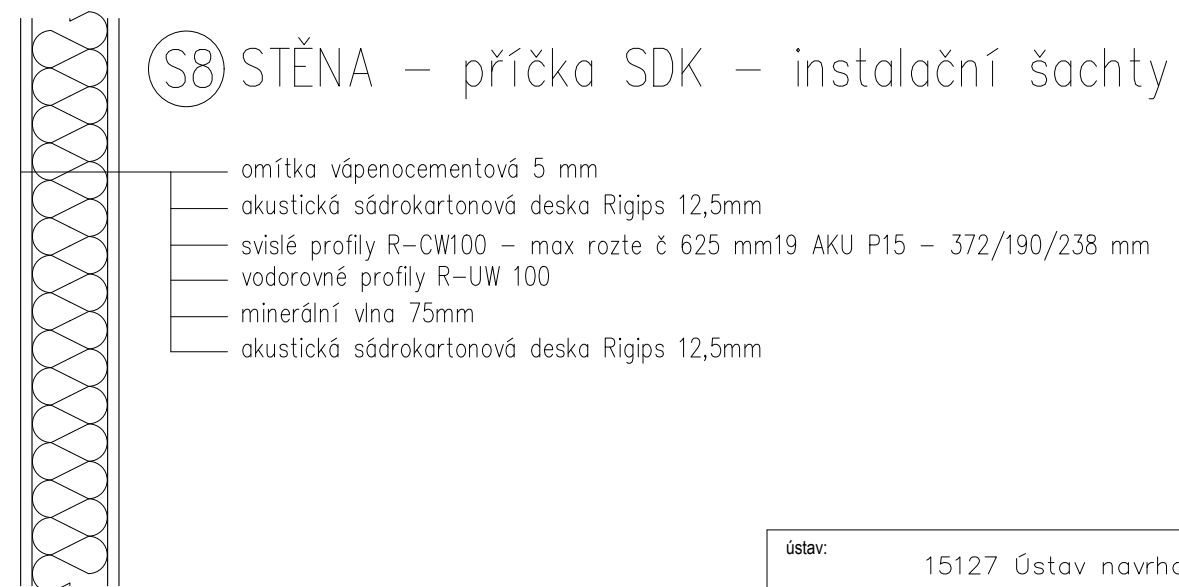 S8 STĚNA – příčka SDK – instalační šachty
omítka vápenocementová 5 mm
akustická sádrokartonová deska Rigips 12,5mm
svislé profily R–CW100 – max rozte č 625 mm19 AKU P15 – 372/190/238 mm
vodorovné profily R–UW 100
minerální vlna 75mm
akustická sádrokartonová deska Rigips 12,5mm
ústav:
15127 Ústav